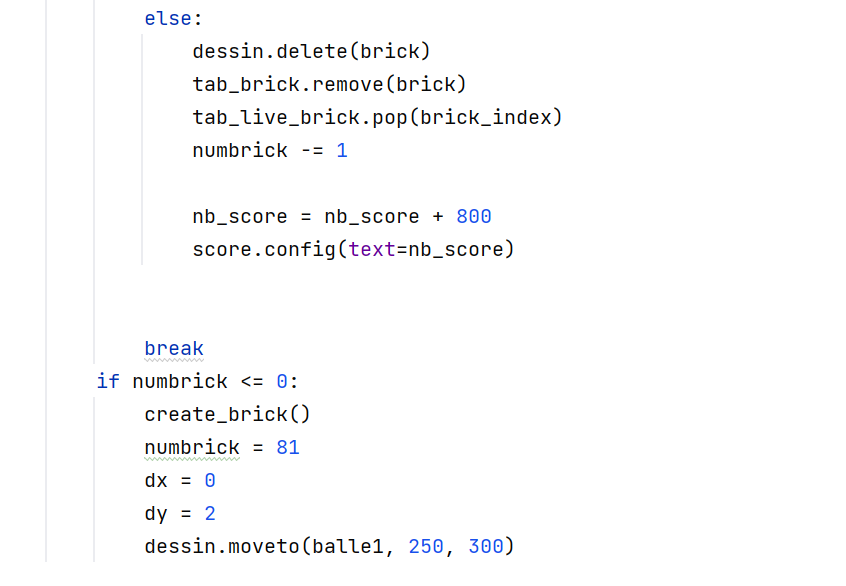 else:
dessin.delete(brick)
tab_brick.remove(brick)
tab_live_brick.pop(brick_index)
numbrick -= 1
nb_score = nb_score + 800
score.config(text=nb_score)
break
if numbrick <= 0:
create_brick()
numbrick = 81
dx = 0
dy = 2
dessin.moveto(balle1, 250, 300)